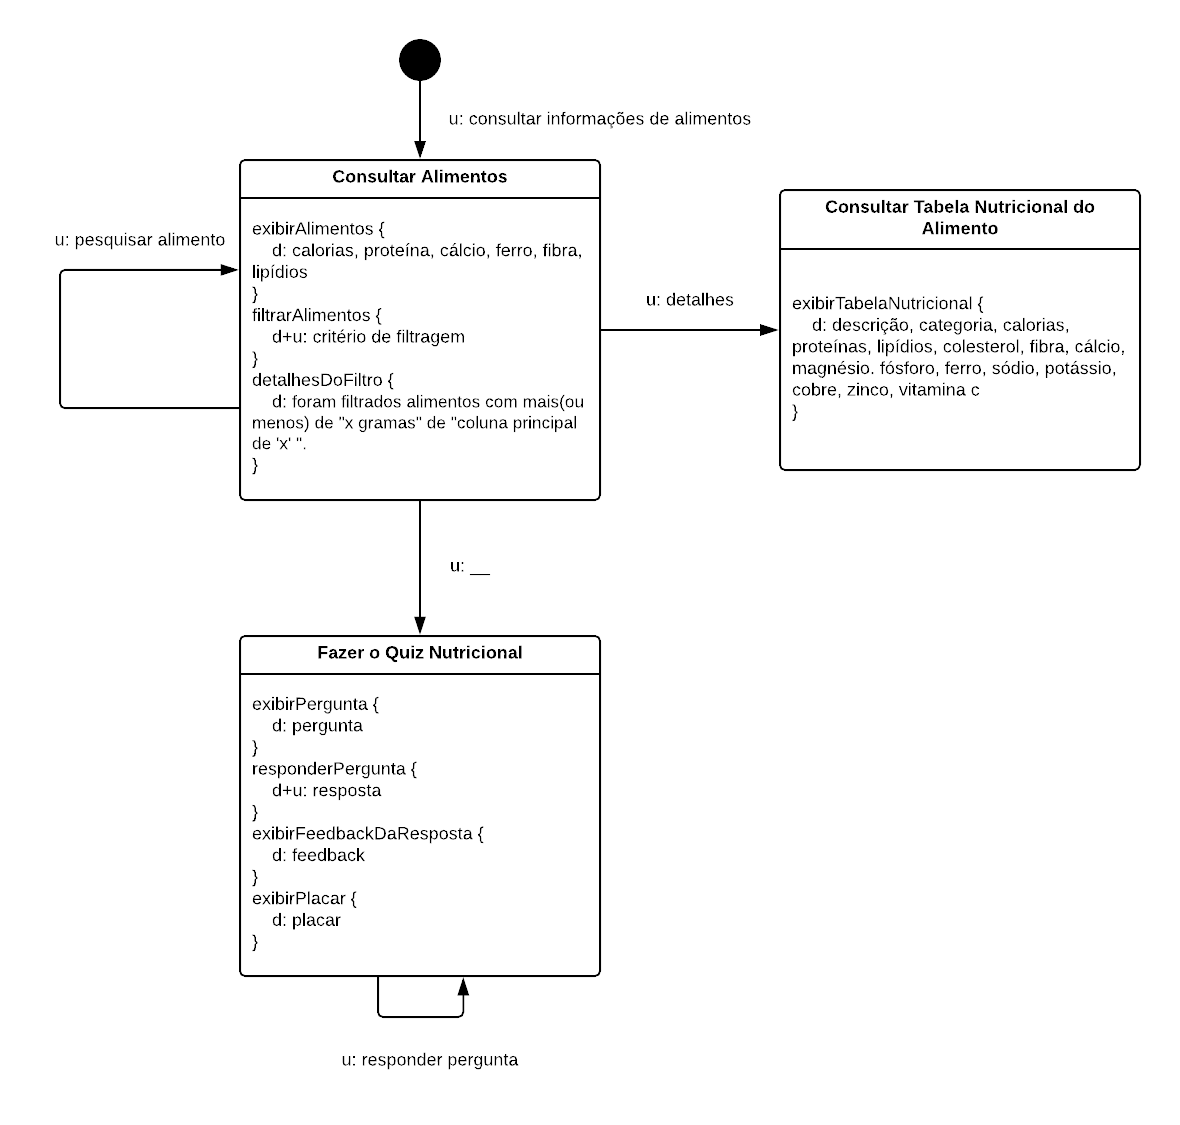 u: consultar informações de alimentos
Consultar Alimentos
exibirAlimentos {
d: calorias, proteína, cálcio, ferro, fibra,
lipídios
}
filtrarAlimentos {
d+u: critério de filtragem
}
detalhesDoFiltro {
d: foram filtrados alimentos com mais(ou
menos) de "x gramas" de "coluna principal
de 'x' ".
}
u: pesquisar alimento
u: detalhes
Consultar Tabela Nutricional do
Alimento
exibirTabelaNutricional {
d: descrição, categoria, calorias,
proteínas, lipídios, colesterol, fibra, cálcio,
magnésio. fósforo, ferro, sódio, potássio,
cobre, zinco, vitamina c
}
u: __
Fazer o Quiz Nutricional
exibirPergunta {
d: pergunta
}
responderPergunta {
d+u: resposta
}
exibirFeedbackDaResposta {
d: feedback
}
exibirPlacar {
d: placar
}
u: responder pergunta